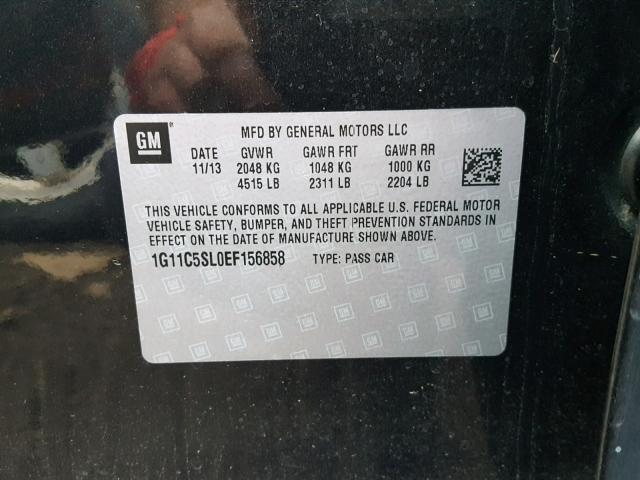 GM
MFD BY GENERAL MOTORS LLC
DATE GVWR GAWR FRT GAWR RR
11/13 2048 KG 1048 KG 1000 KG
4515 LB 2311 LB 2204 LB
THIS VEHICLE CONFORMS TO ALL APPLICABLE U.S. FEDERAL MOTOR
VEHICLE SAFETY, BUMPER, AND THEFT PREVENTION STANDARDS IN
EFFECT ON THE DATE OF MANUFACTURE SHOWN ABOVE.
1G11C5SL0EF156858 TYPE: PASS CAR